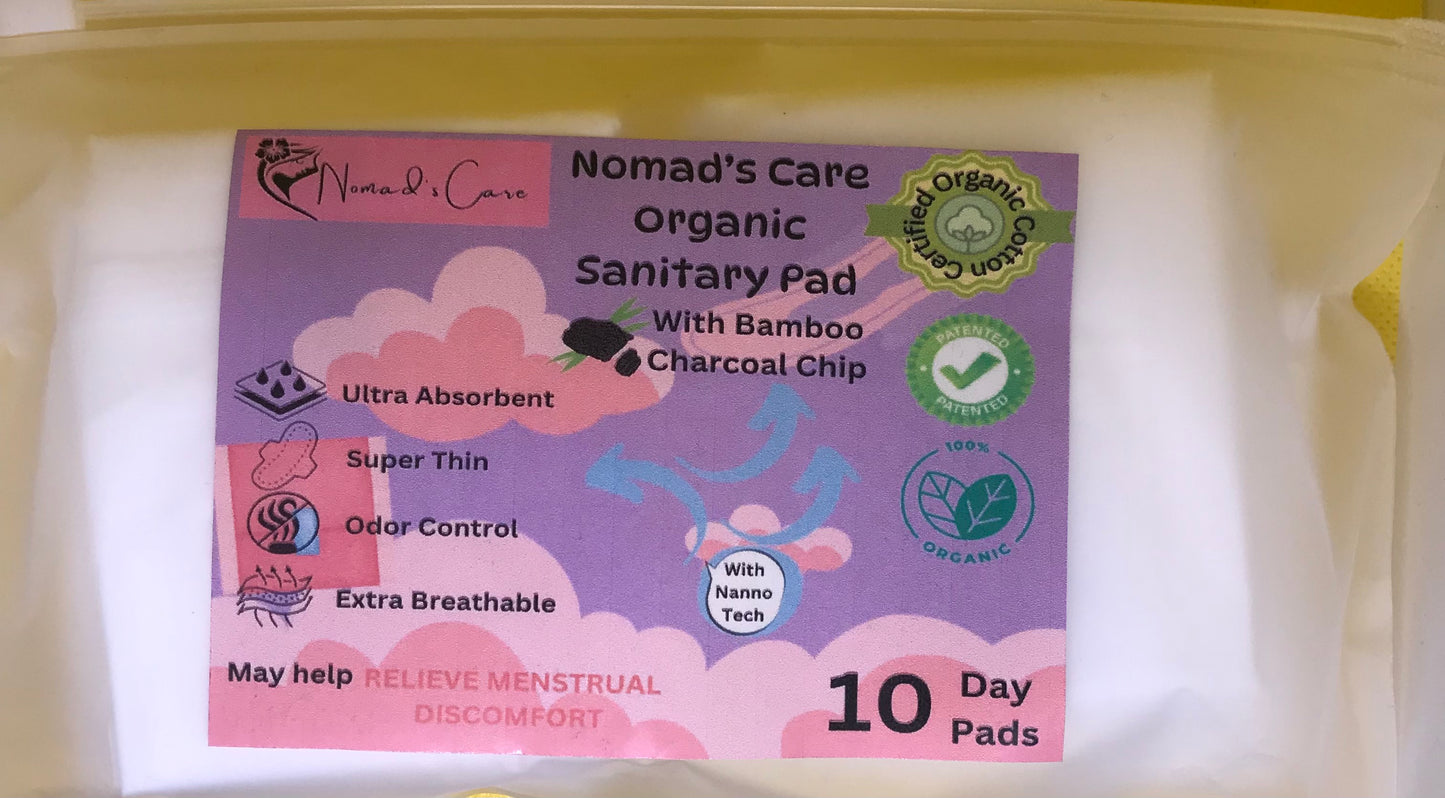 Nomad's Care
Nomad's Care
Organic
Sanitary Pad
With Bamboo
Charcoal Chip
Certified Organic Cotton
PATENTED
PATENTED
100%
ORGANIC
Ultra Absorbent
Super Thin
Odor Control
Extra Breathable
With
Nanno
Tech
May help RELIEVE MENSTRUAL
DISCOMFORT
10 Day
Pads